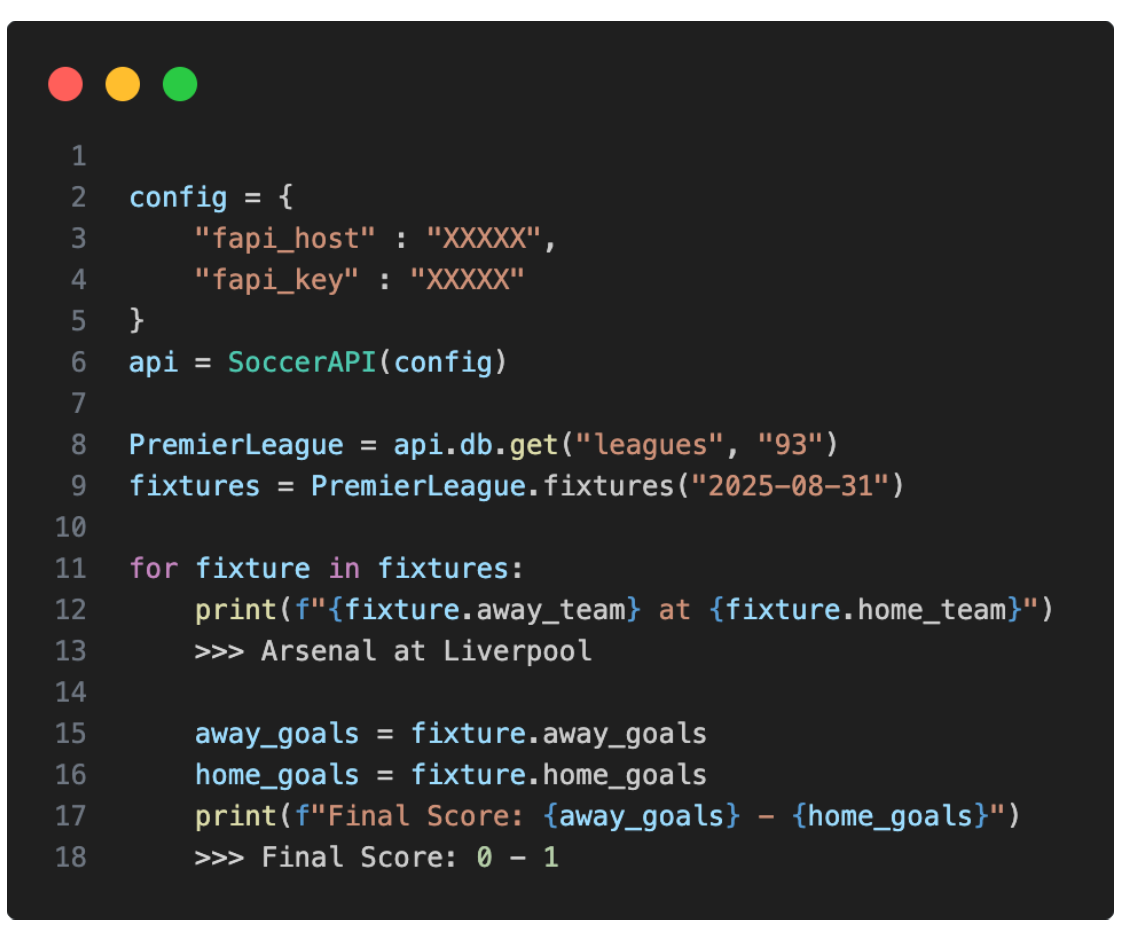 1
2 config = {
3     "fapi_host" : "XXXXX",
4     "fapi_key" : "XXXXX"
5 }
6 api = SoccerAPI(config)
7
8 PremierLeague = api.db.get("leagues", "93")
9 fixtures = PremierLeague.fixtures("2025-08-31")
10
11 for fixture in fixtures:
12     print(f"{fixture.away_team} at {fixture.home_team}")
13     >>> Arsenal at Liverpool
14
15     away_goals = fixture.away_goals
16     home_goals = fixture.home_goals
17     print(f"Final Score: {away_goals} – {home_goals}")
18     >>> Final Score: 0 – 1